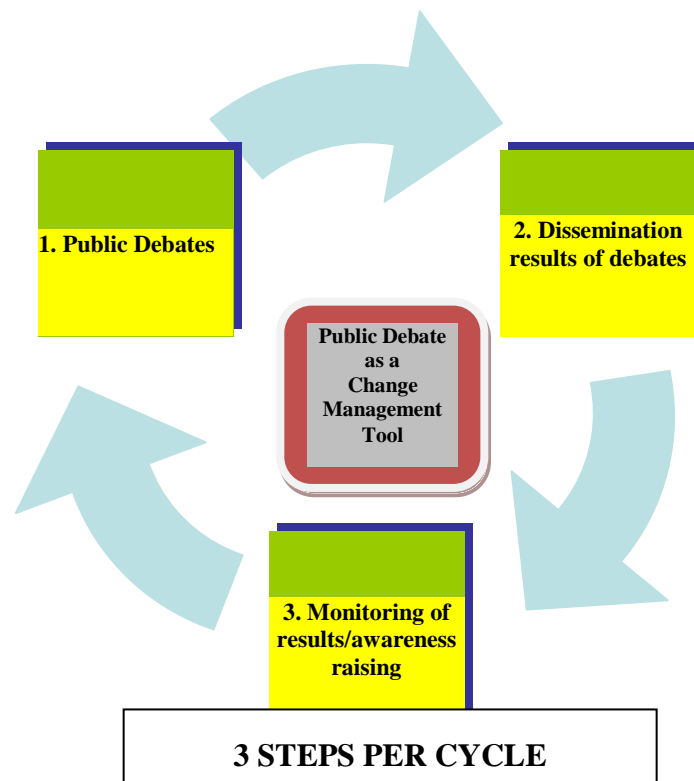 1. Public Debates
2. Dissemination
results of debates
Public Debate
as a
Change
Management
Tool
3. Monitoring of
results/awareness
raising
3 STEPS PER CYCLE